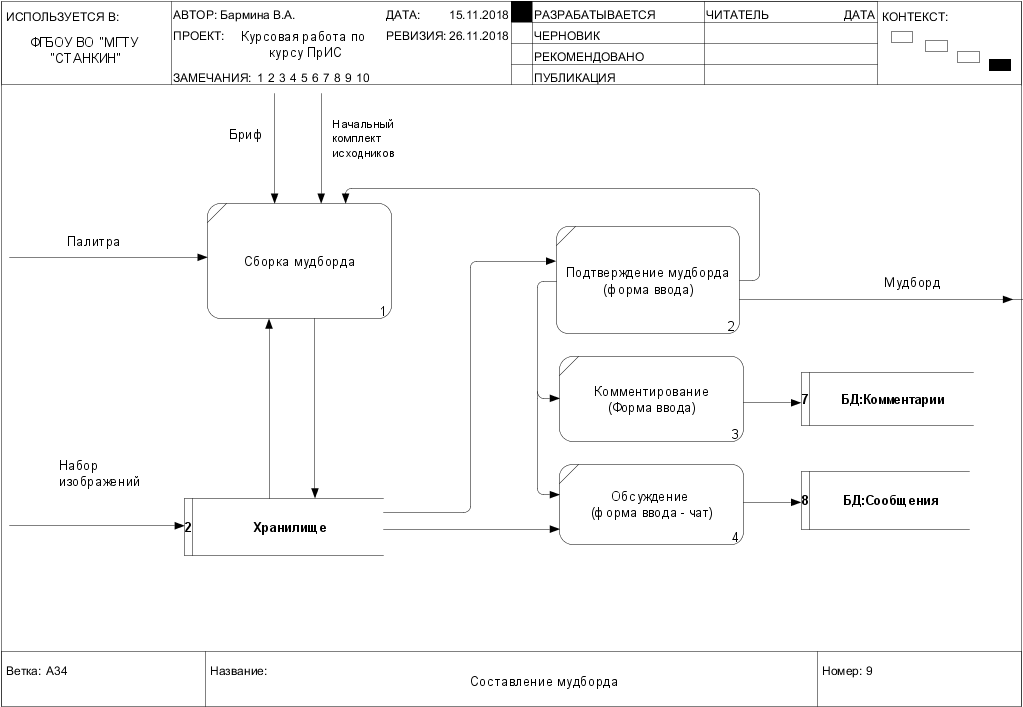 ИСПОЛЬЗУЕТСЯ В:
ФГБОУ ВО "МГТУ
"СТАНКИН"
АВТОР: Бармина В.А.
ДАТА: 15.11.2018
ПРОЕКТ: Курсовая работа по
курсу ПрИС
РЕВИЗИЯ: 26.11.2018
ЗАМЕЧАНИЯ: 1 2 3 4 5 6 7 8 9 10
РАЗРАБАТЫВАЕТСЯ
ЧЕРНОВИК
РЕКОМЕНДОВАНО
ПУБЛИКАЦИЯ
ЧИТАТЕЛЬ ДАТА
КОНТЕКСТ:
Бриф
Начальный
комплект
исходников
Палитра
Сборка мудборда
1
Подтверждение мудборда
(форма ввода)
2
Мудборд
Комментирование
(Форма ввода)
3
7 БД:Комментарии
Набор
изображений
2 Хранилище
Обсуждение
(форма ввода - чат)
4
8 БД:Сообщения
Ветка: A34
Название:
Составление мудборда
Номер: 9